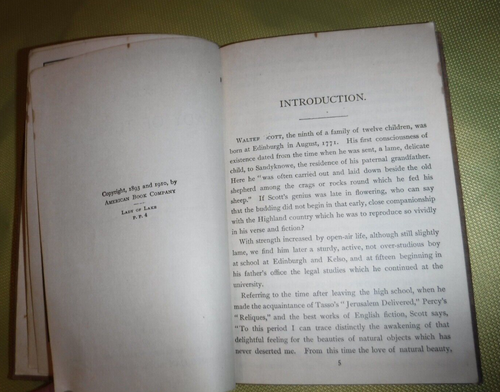 Copyright, 1893 and 1910, by
AMERICAN BOOK COMPANY
LADY OF LAKE
P. P. 4
INTRODUCTION.
WALTER SCOTT, the ninth of a family of twelve children, was
born at Edinburgh in August, 1771. His first consciousness of
existence dated from the time when he was sent, a lame, delicate
child, to Sandyknowe, the residence of his paternal grandfather.
Here he "was often carried out and laid down beside the old
shepherd among the crags or rocks round which he fed his
sheep." If Scott's genius was late in flowering, who can say
that the budding did not begin in that early, close companionship
with the Highland country which he was to reproduce so vividly
in his verse and fiction?
With strength increased by open-air life, although still slightly
lame, we find him later a sturdy, active, not over-studious boy
at school at Edinburgh and Kelso, and at fifteen beginning in
his father's office the legal studies which he continued at the
university.
Referring to the time after leaving the high school, when he
made the acquaintance of Tasso's "Jerusalem Delivered," Percy's
"Reliques," and the best works of English fiction, Scott says,
"To this period I can trace distinctly the awakening of that
delightful feeling for the beauties of natural objects which has
never deserted me. From this time the love of natural beauty,
5